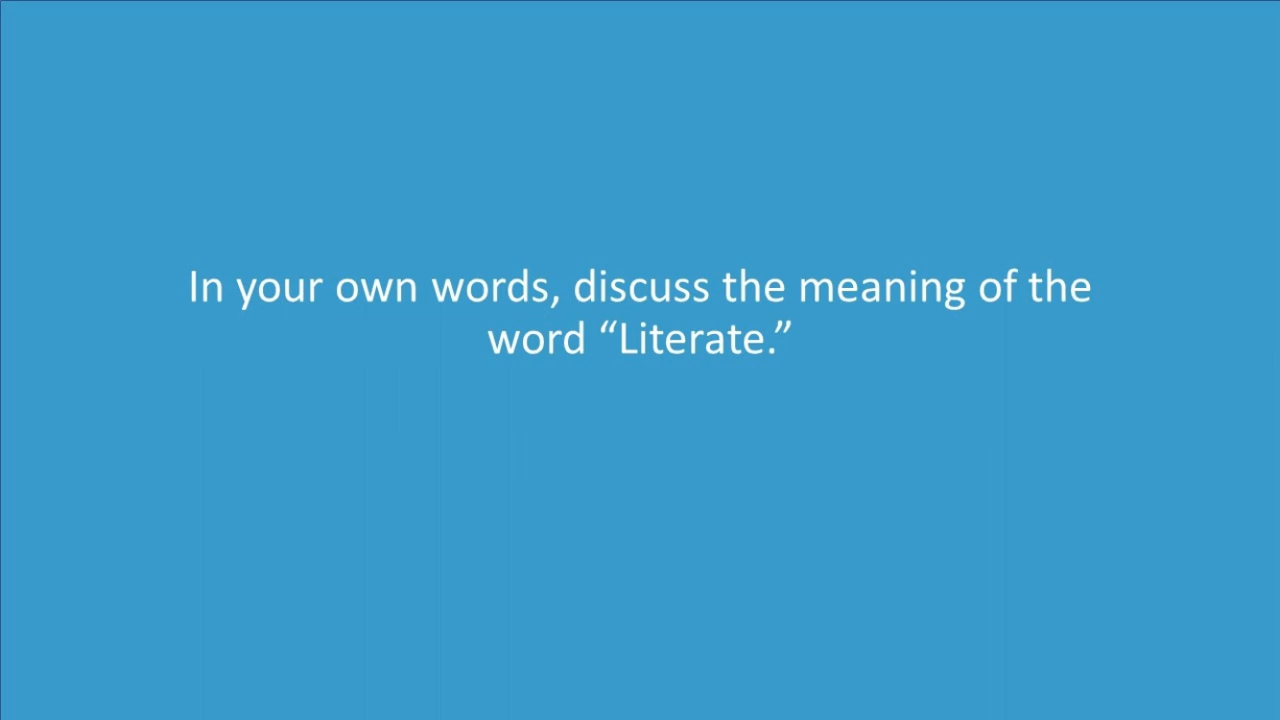 In your own words, discuss the meaning of the
word “Literate.”